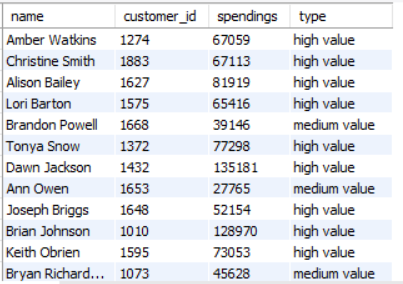 name customer_id spendings type
Amber Watkins 1274 67059 high value
Christine Smith 1883 67113 high value
Alison Bailey 1627 81919 high value
Lori Barton 1575 65416 high value
Brandon Powell 1668 39146 medium value
Tonya Snow 1372 77298 high value
Dawn Jackson 1432 135181 high value
Ann Owen 1653 27765 medium value
Joseph Briggs 1648 52154 high value
Brian Johnson 1010 128970 high value
Keith Obrien 1595 73053 high value
Bryan Richard... 1073 45628 medium value